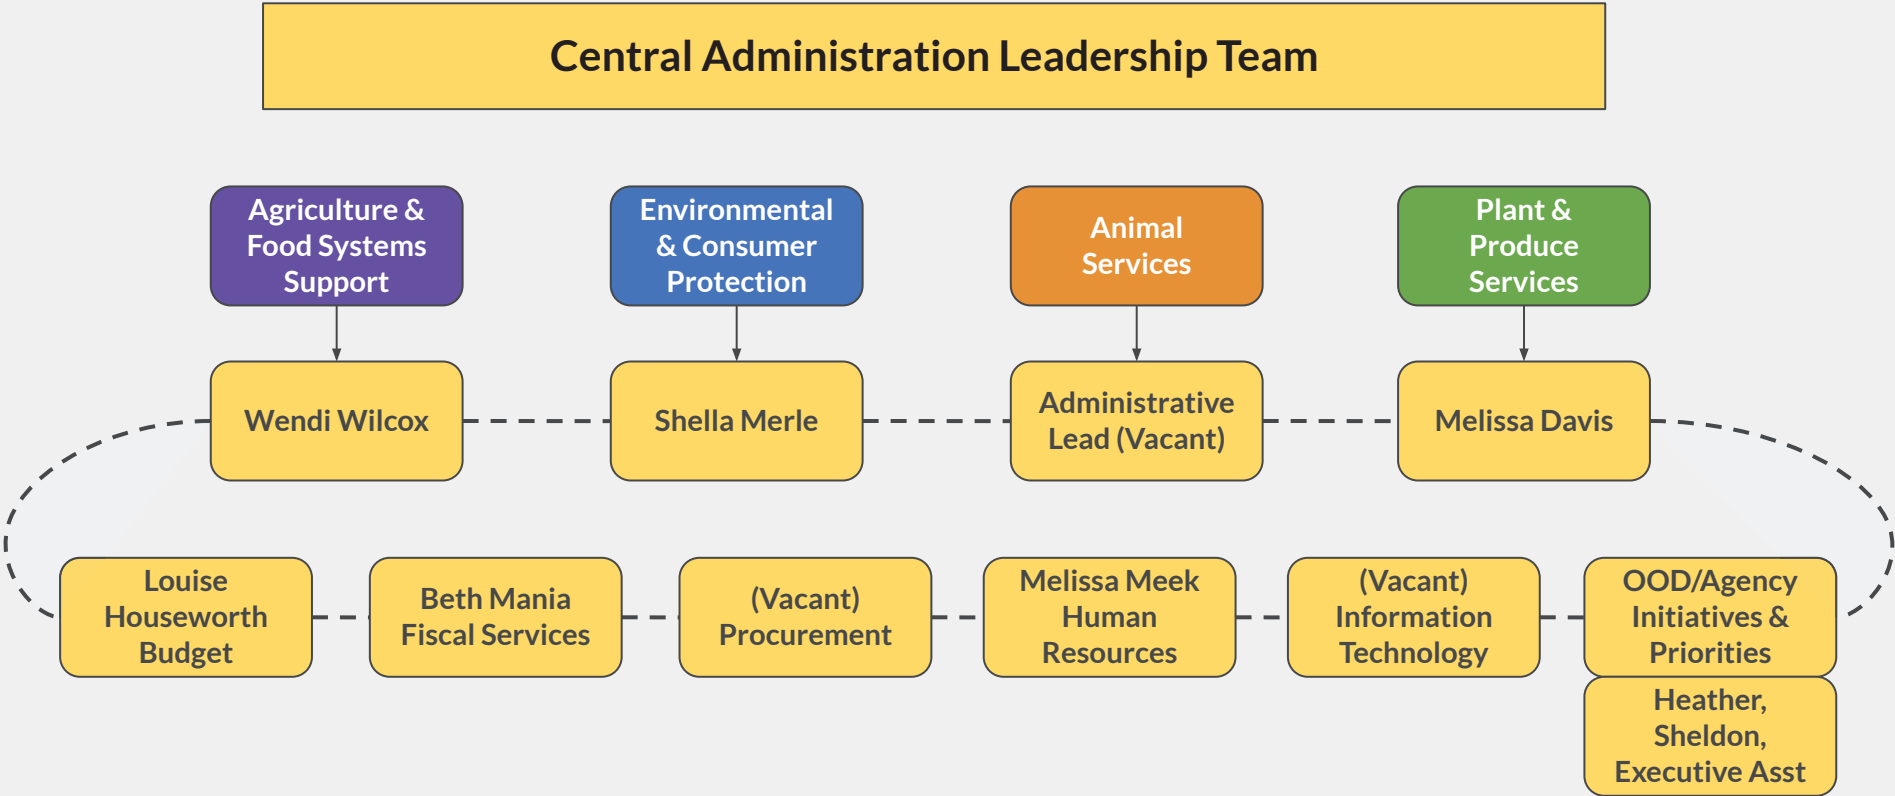 Central Administration Leadership Team
Agriculture &
Food Systems
Support
Environmental
& Consumer
Protection
Animal
Services
Plant &
Produce
Services
Wendi Wilcox
Shella Merle
Administrative
Lead (Vacant)
Melissa Davis
Louise
Houseworth
Budget
Beth Mania
Fiscal Services
(Vacant)
Procurement
Melissa Meek
Human
Resources
(Vacant)
Information
Technology
OOD/Agency
Initiatives &
Priorities
Heather,
Sheldon,
Executive Asst